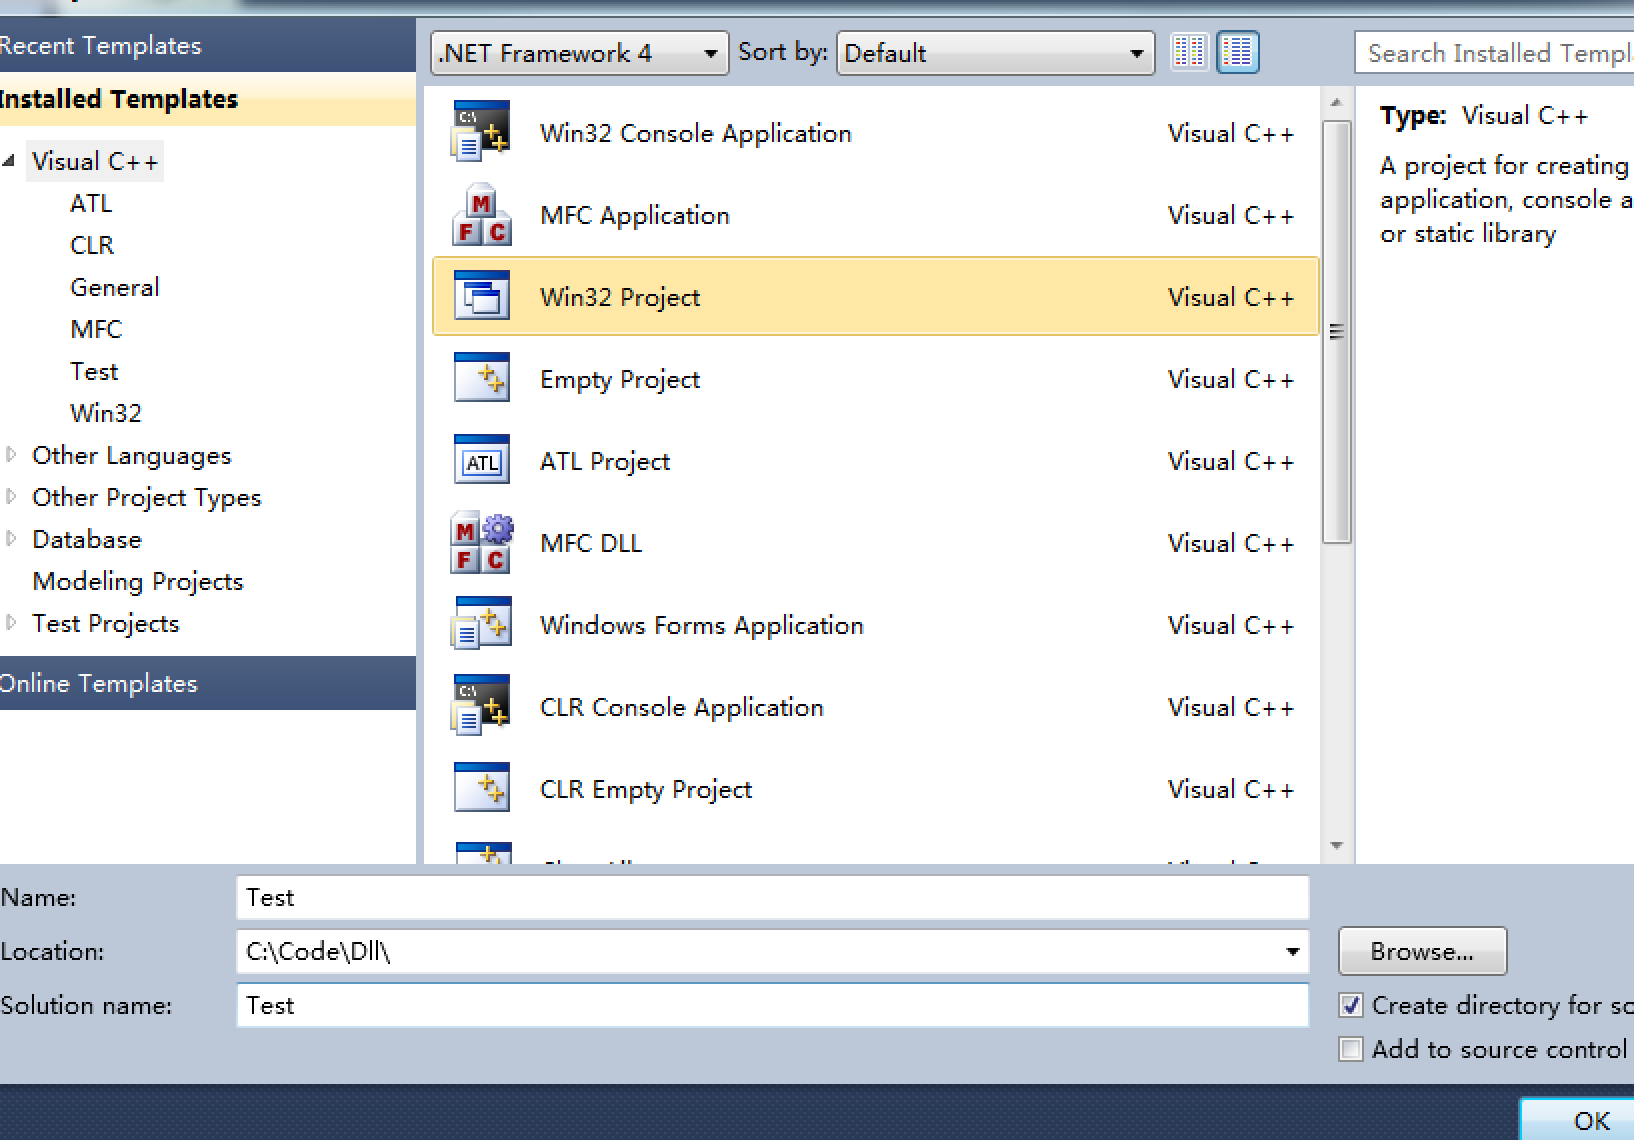 Recent Templates
.NET Framework 4
Sort by:
Default
Search Installed Templ
Installed Templates
Visual C++
ATL
CLR
General
MFC
Test
Win32
Other Languages
Other Project Types
Database
Modeling Projects
Test Projects
Online Templates
C:\
Win32 Console Application
Visual C++
M
F C
MFC Application
Visual C++
Win32 Project
Visual C++
Empty Project
Visual C++
ATL
ATL Project
Visual C++
M
F C
MFC DLL
Visual C++
Windows Forms Application
Visual C++
C:\
CLR Console Application
Visual C++
CLR Empty Project
Visual C++
Type: Visual C++
A project for creating
application, console a
or static library
Name:
Test
Location:
C:\Code\Dll\
Browse...
Solution name:
Test
Create directory for so
Add to source control
OK